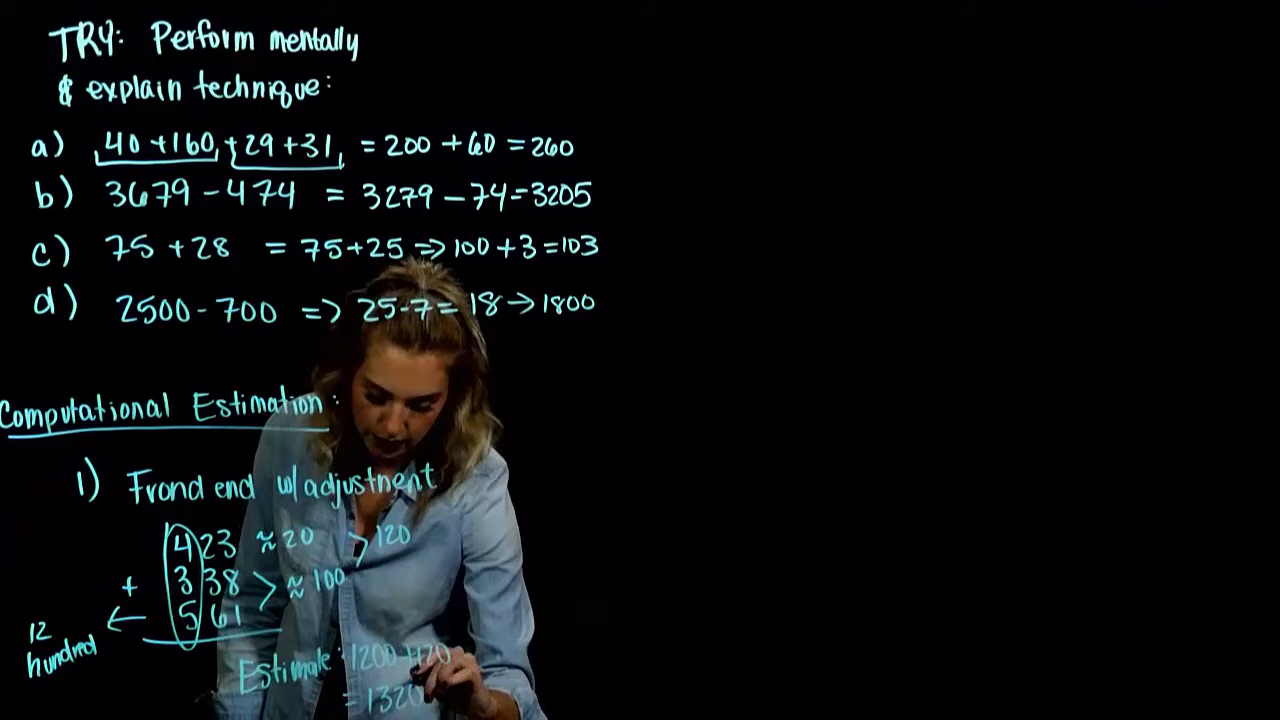 TRY: Perform mentally
& explain technique:
a) 40 + 160 + 29 + 31 = 200 + 60 = 260
b) 3679 - 474 = 3279 - 74 = 3205
c) 75 + 28 = 75 + 25 => 100 + 3 = 103
d) 2500 - 700 => 25 - 7 = 18 → 1800
Computational Estimation:
1) Frond end w/ adjustment
423 ≈ 20 > 120
+ 338 > ≈ 100
561
← 12 hundred
Estimate: 1200 + 120
= 1320